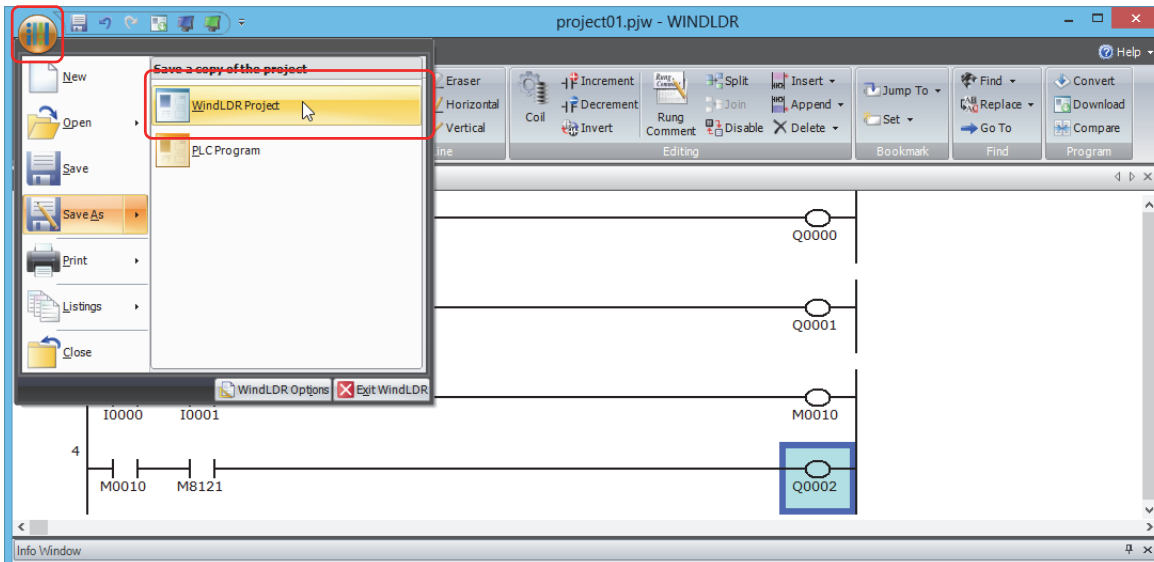 project01.pjw - WINDLDR
Help
New
Open
Save
Save As
Print
Listings
Close
Save a copy of the project
WindLDR Project
PLC Program
WindLDR Options
Exit WindLDR
Eraser
Horizontal
Vertical
Line
Coil
Increment
Decrement
Invert
Rung Comment
Split
Join
Disable
Insert
Append
Delete
Editing
Jump To
Set
Bookmark
Find
Replace
Go To
Find
Convert
Download
Compare
Program
Q0000
Q0001
I0000 I0001 M0010
4
M0010 M8121 Q0002
Info Window